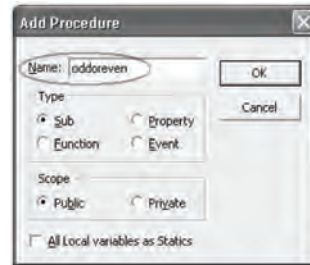 Add Procedure
Name: oddoreven
OK
Cancel
Type
Sub
Property
Function
Event
Scope
Public
Private
All Local variables as Statics